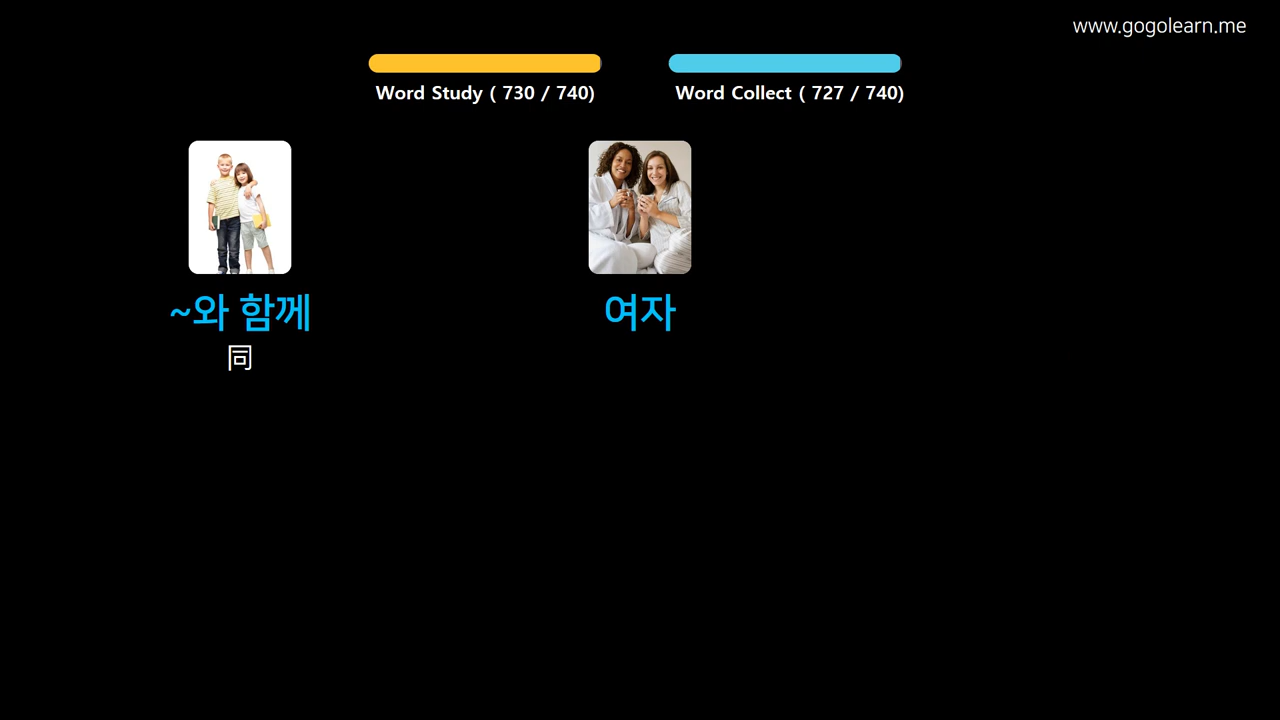 www.gogolearn.me
Word Study ( 730 / 740)
Word Collect ( 727 / 740)
~와 함께
여자
同